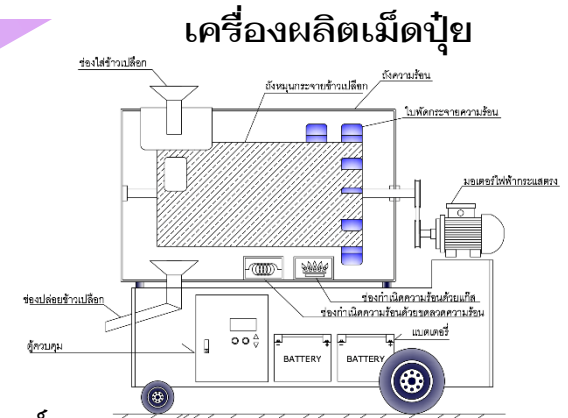 เครื่องผลิตเม็ดปุ๋ย
ช่องใส่ข้าวเปลือก
ถังความร้อน
ถังหมุนกระจายข้าวเปลือก
ใบพัดกระจายความร้อน
มอเตอร์ไฟฟ้ากระแสตรง
ช่องปล่อยข้าวเปลือก
ช่องกำเนิดความร้อนด้วยแก๊ส
ช่องกำเนิดความร้อนด้วยขดลวดความร้อน
แบตเตอรี่
ตู้ควบคุม
BATTERY
BATTERY